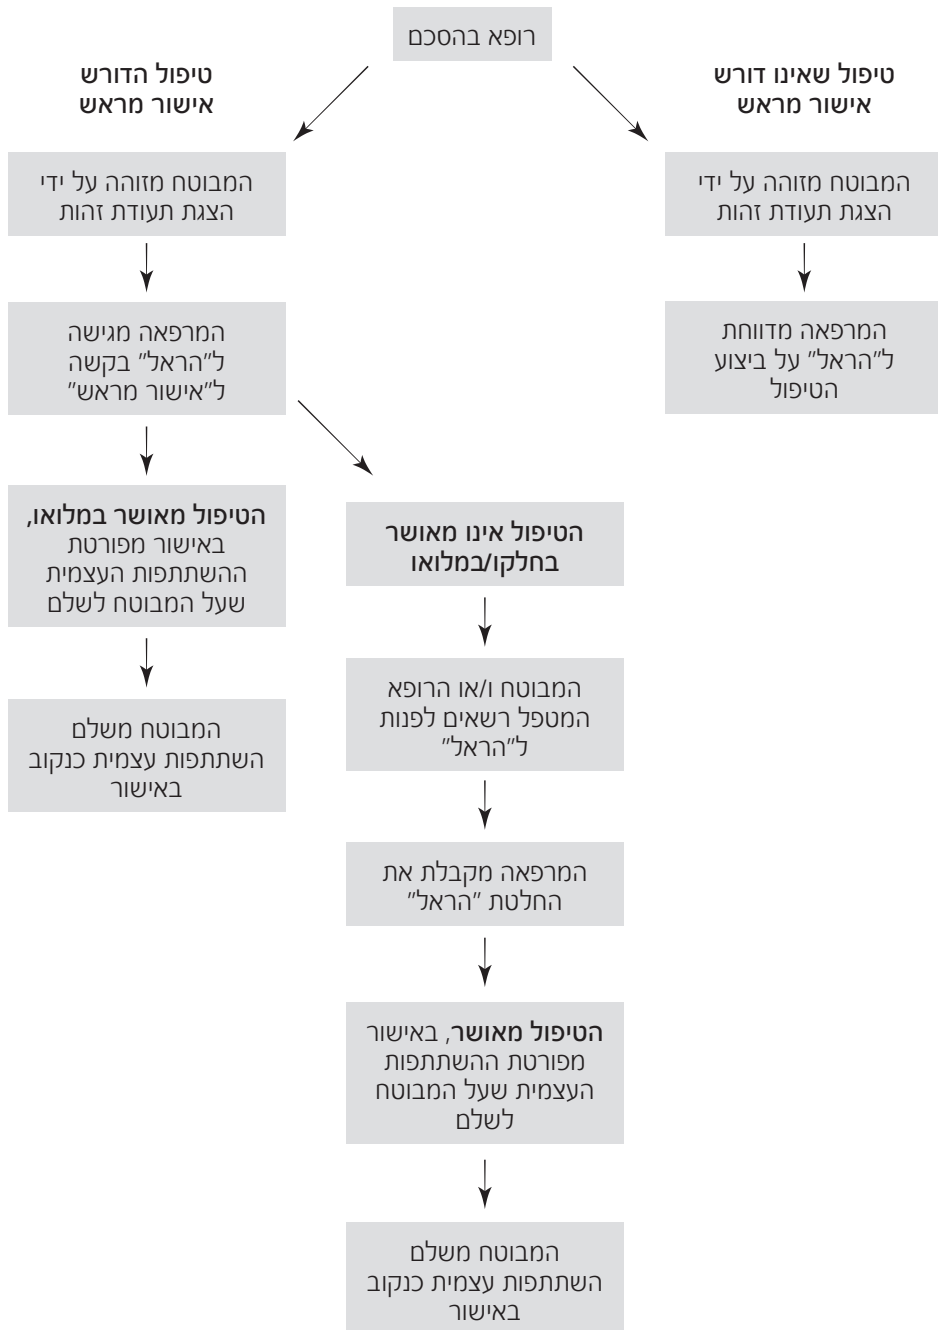 רופא בהסכם
טיפול שאינו דורש
אישור מראש
המבוטח מזוהה על ידי
הצגת תעודת זהות
המרפאה מדווחת
ל"הראל" על ביצוע
הטיפול
טיפול הדורש
אישור מראש
המבוטח מזוהה על ידי
הצגת תעודת זהות
המרפאה מגישה
ל"הראל" בקשה
ל"אישור מראש"
הטיפול מאושר במלואו,
באישור מפורטת
ההשתתפות העצמית
שעל המבוטח לשלם
המבוטח משלם
השתתפות עצמית כנקוב
באישור
הטיפול אינו מאושר
בחלקו/במלואו
המבוטח ו/או הרופא
המטפל רשאים לפנות
ל"הראל"
המרפאה מקבלת את
החלטת "הראל"
הטיפול מאושר, באישור
מפורטת ההשתתפות
העצמית שעל המבוטח
לשלם
המבוטח משלם
השתתפות עצמית כנקוב
באישור